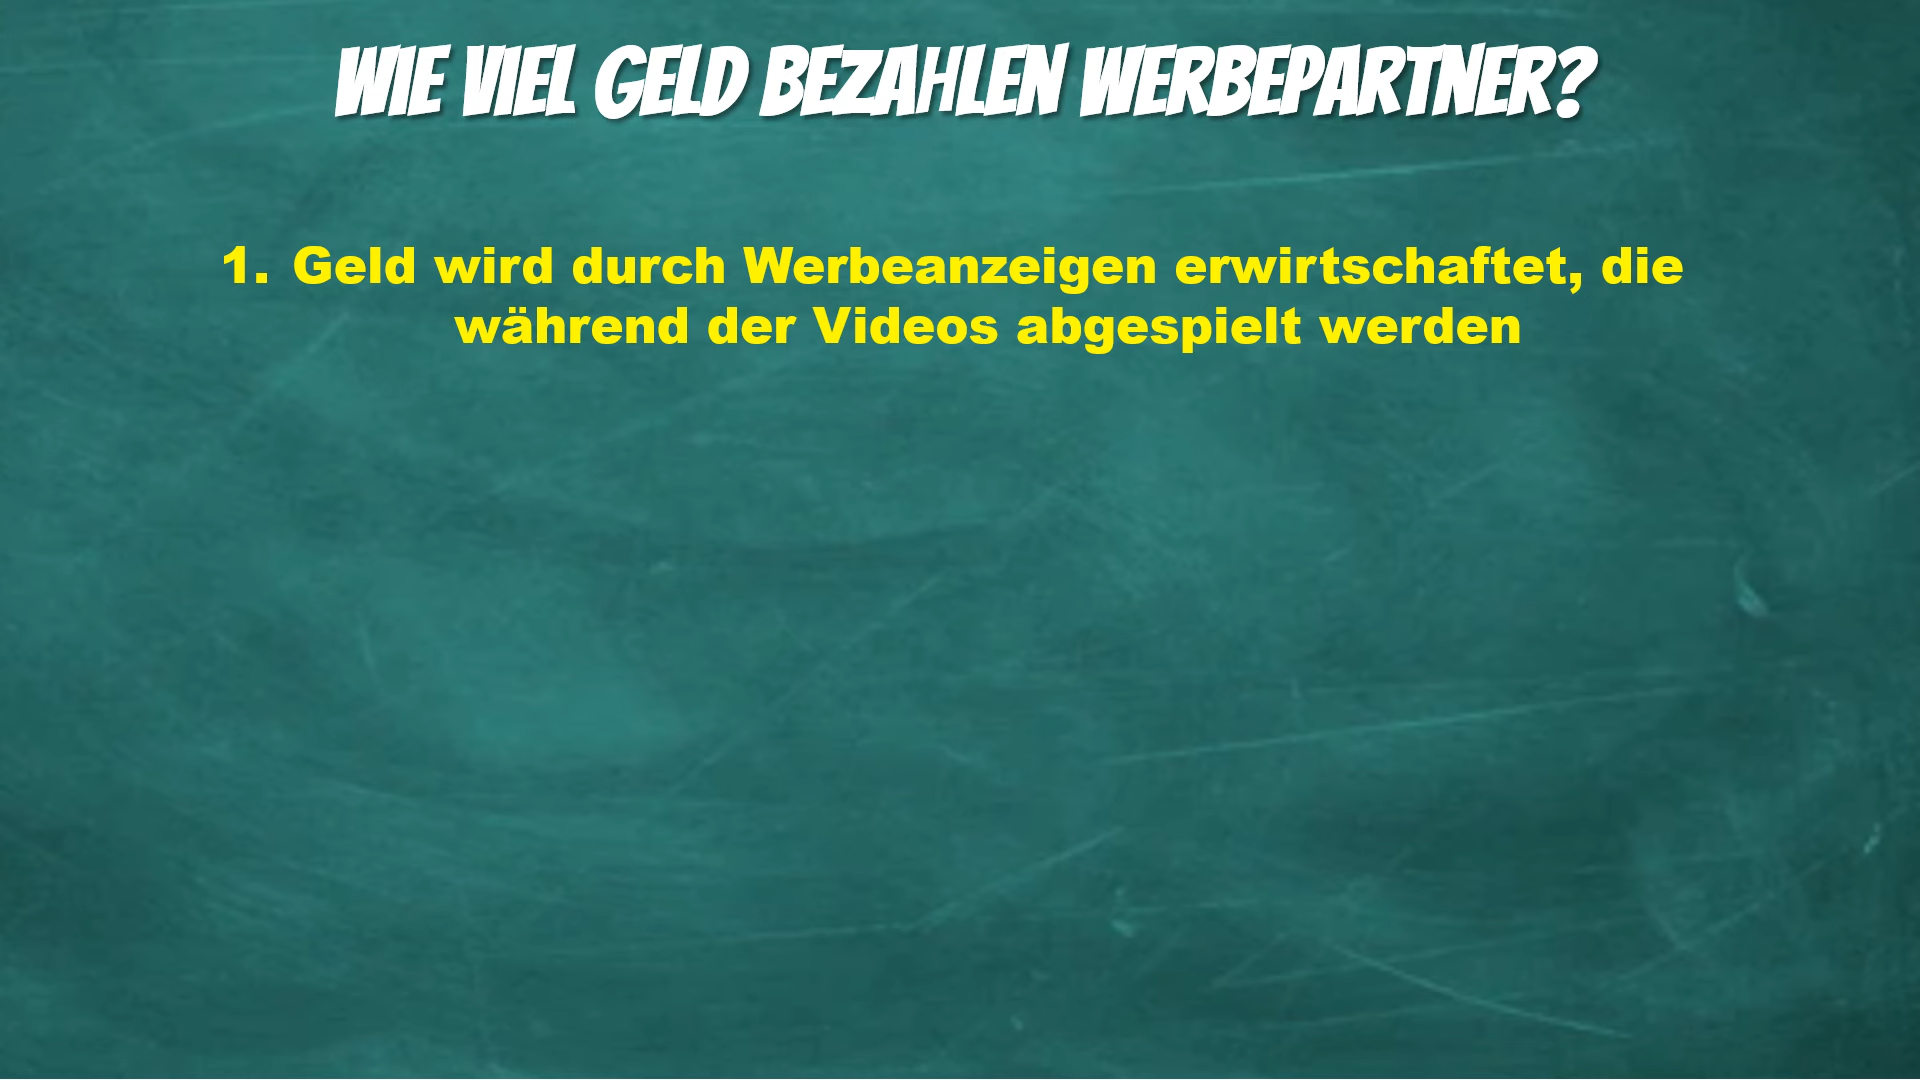 WIE VIEL GELD BEZAHLEN WERBEPARTNER?
1. Geld wird durch Werbeanzeigen erwirtschaftet, die
während der Videos abgespielt werden